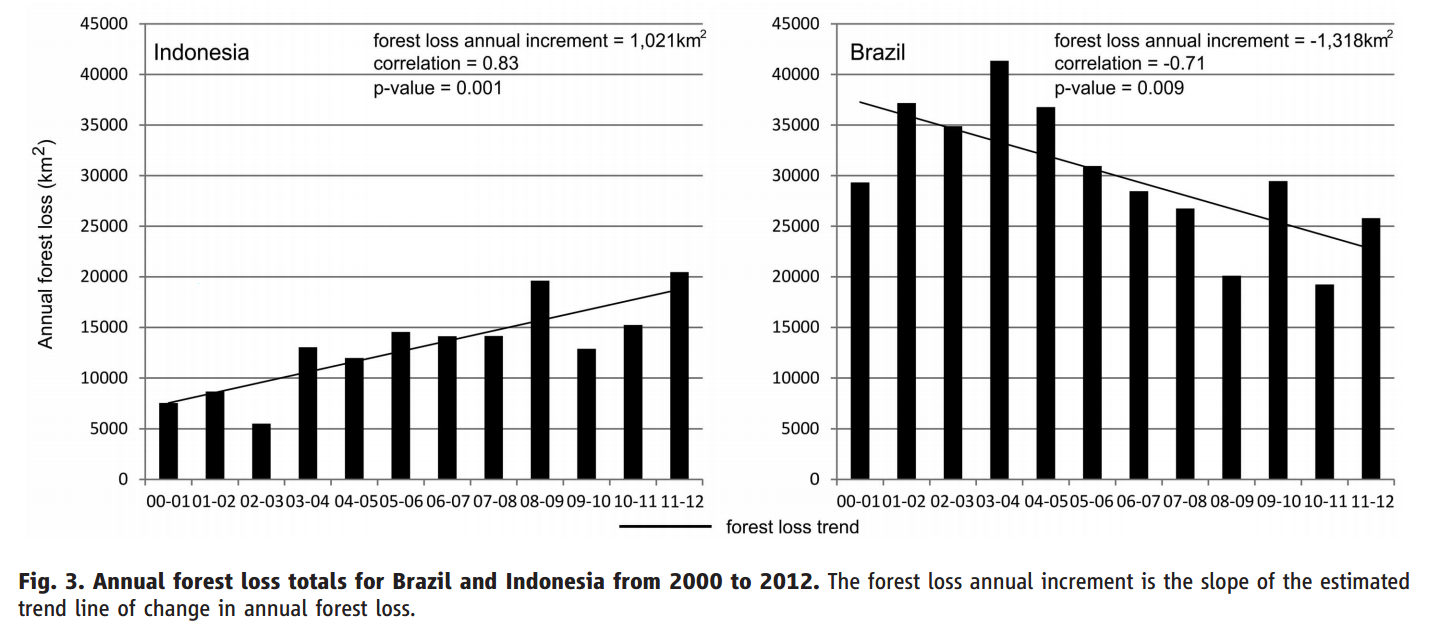 Indonesia
forest loss annual increment = 1,021km²
correlation = 0.83
p-value = 0.001
Annual forest loss (km²)
45000
40000
35000
30000
25000
20000
15000
10000
5000
0
00-01 01-02 02-03 03-04 04-05 05-06 06-07 07-08 08-09 09-10 10-11 11-12
Brazil
forest loss annual increment = -1,318km²
correlation = -0.71
p-value = 0.009
45000
40000
35000
30000
25000
20000
15000
10000
5000
0
00-01 01-02 02-03 03-04 04-05 05-06 06-07 07-08 08-09 09-10 10-11 11-12
forest loss trend
Fig. 3. Annual forest loss totals for Brazil and Indonesia from 2000 to 2012. The forest loss annual increment is the slope of the estimated
trend line of change in annual forest loss.